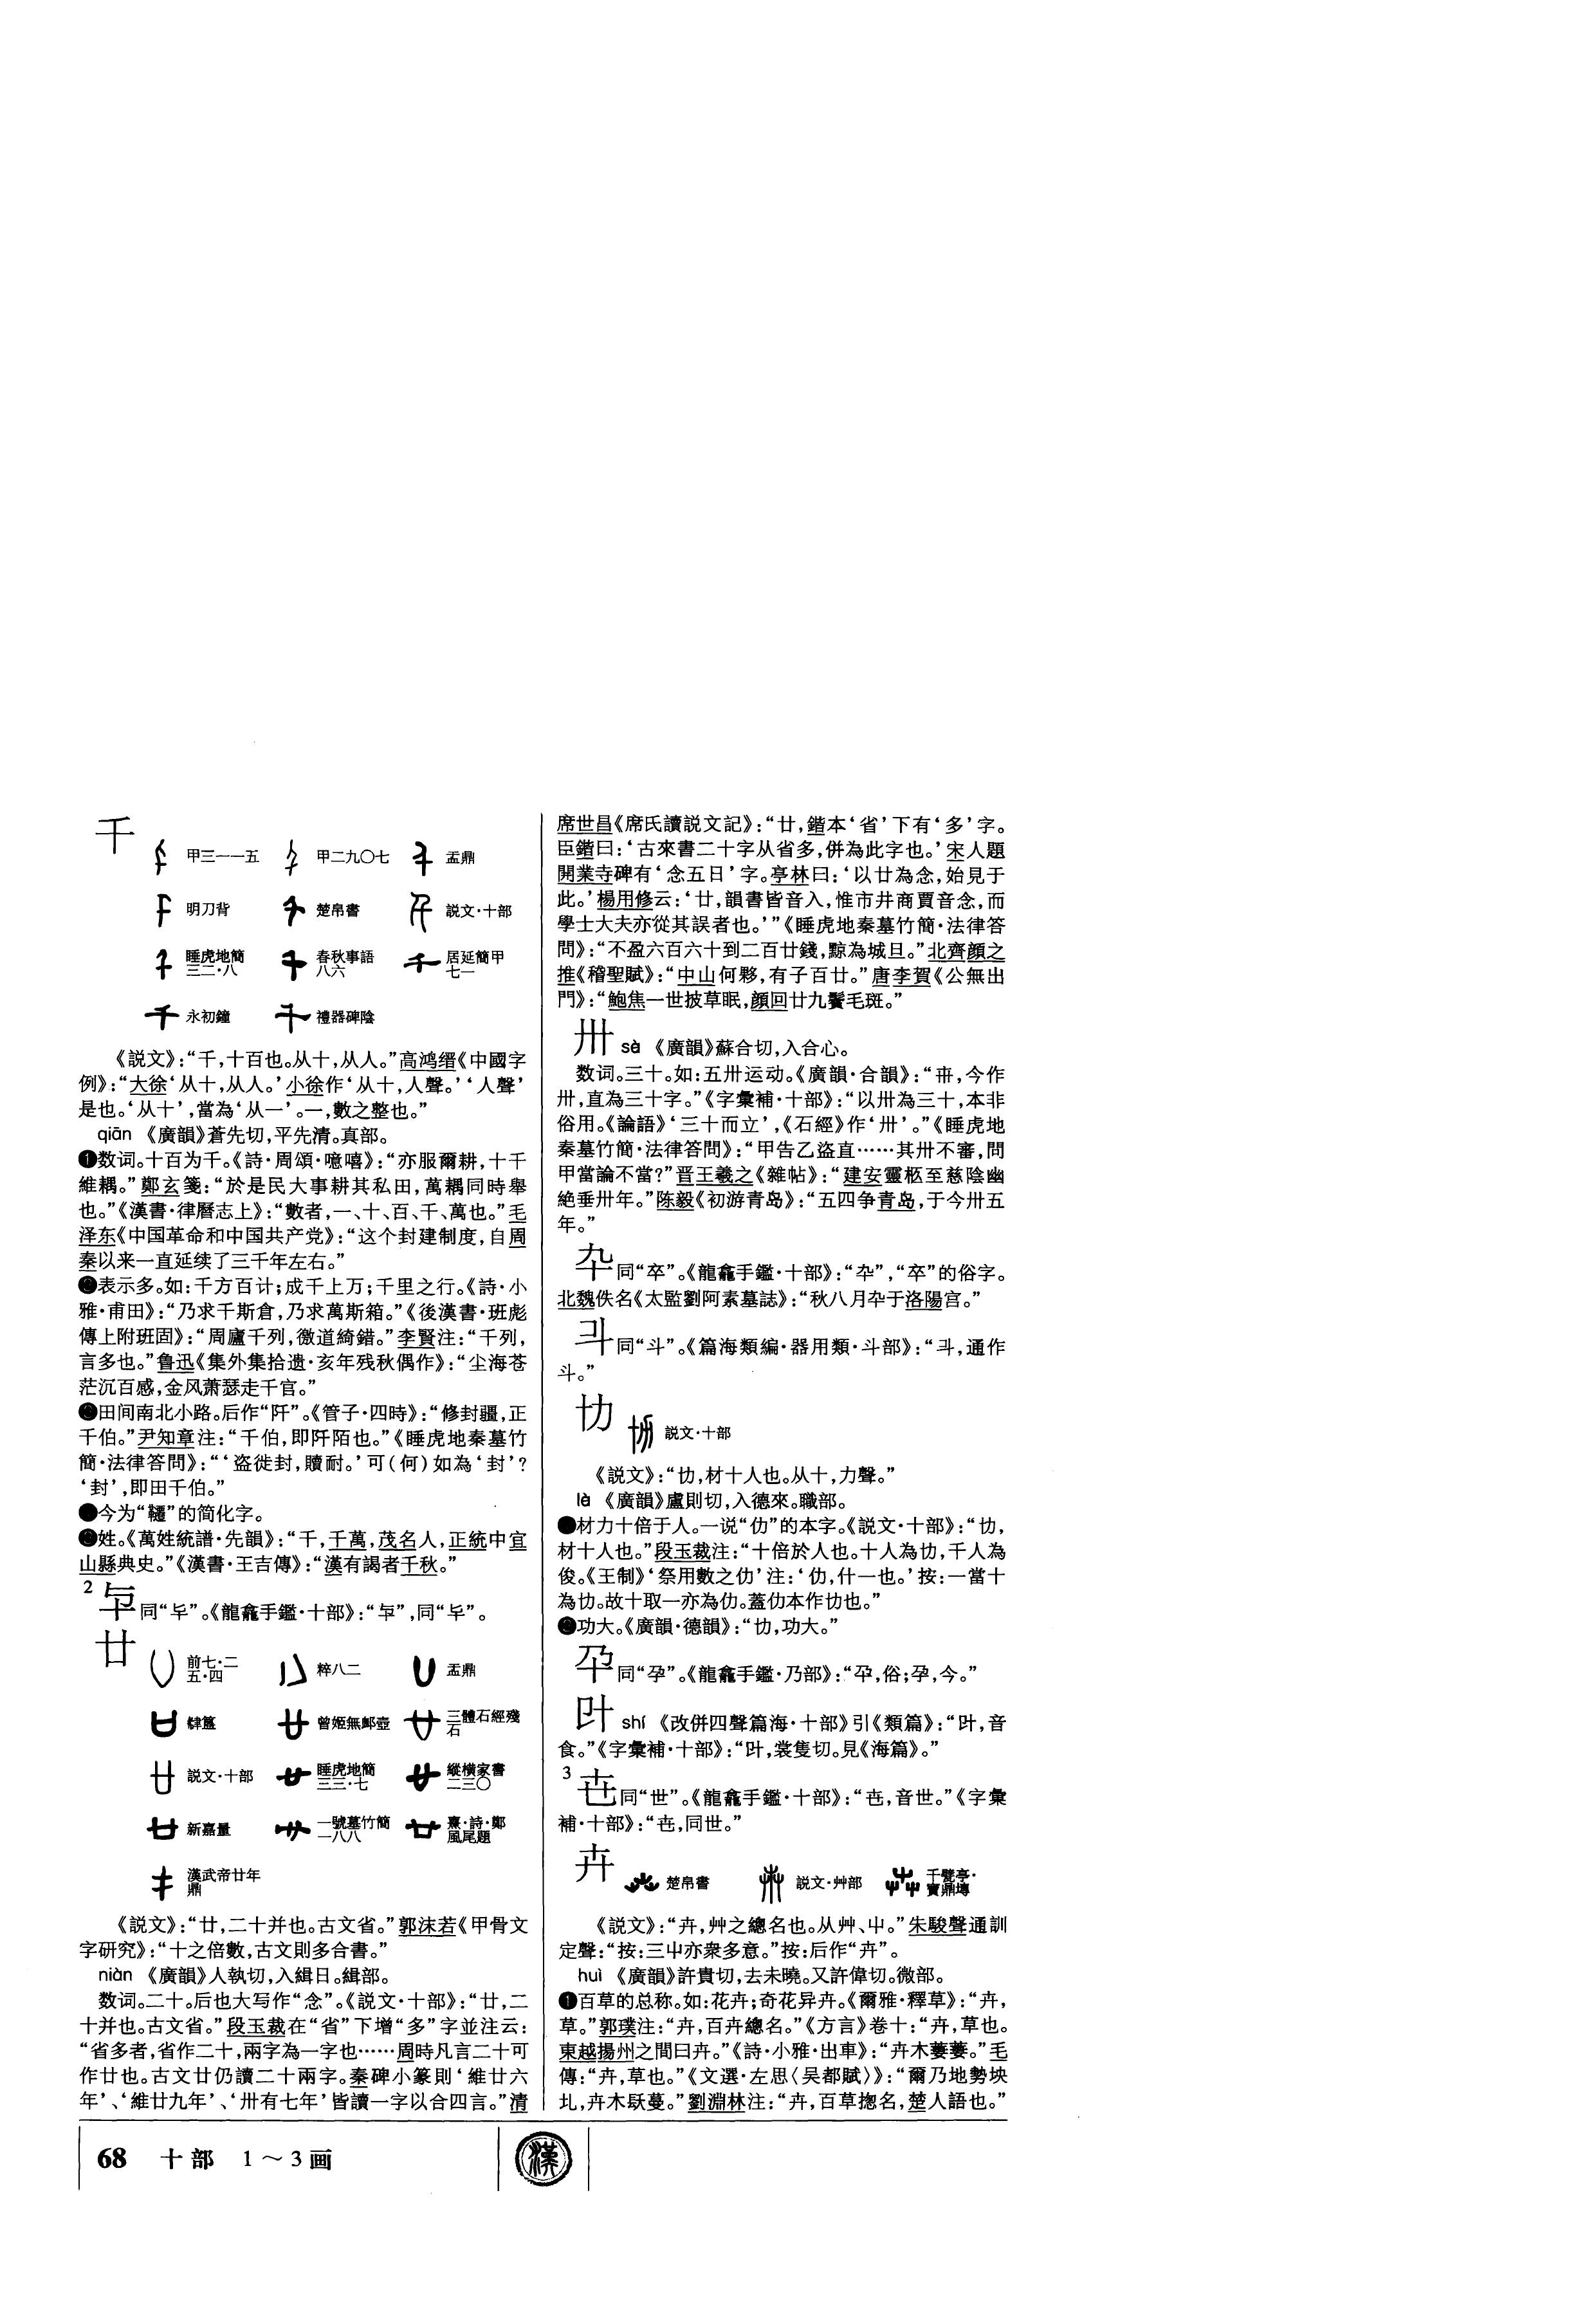 千
甲三一一五 甲二九〇七 盂鼎
明刀背 楚帛書 説文·十部
睡虎地簡三二·八 春秋事語八六 居延簡甲七一
永初鐘 禮器碑陰
《説文》：“千，十百也。从十，从人。”高鸿缙《中國字
例》：“大徐‘从十，从人。’小徐作‘从十，人聲。’‘人聲’
是也。‘从十’，當為‘从一’。一，數之整也。”
qiān 《廣韻》蒼先切，平先清。真部。
❶数词。十百为千。《詩·周頌·噫嘻》：“亦服爾耕，十千
維耦。”鄭玄箋：“於是民大事耕其私田，萬耦同時舉
也。”《漢書·律曆志上》：“數者，一、十、百、千、萬也。”毛
泽东《中国革命和中国共产党》：“这个封建制度，自周
秦以来一直延续了三千年左右。”
❷表示多。如：千方百计；成千上万；千里之行。《詩·小
雅·甫田》：“乃求千斯倉，乃求萬斯箱。”《後漢書·班彪
傳上附班固》：“周廬千列，徼道綺錯。”李賢注：“千列，
言多也。”鲁迅《集外集拾遗·亥年残秋偶作》：“尘海苍
茫沉百感，金风萧瑟走千官。”
❸田间南北小路。后作“阡”。《管子·四時》：“修封疆，正
千伯。”尹知章注：“千伯，即阡陌也。”《睡虎地秦墓竹
簡·法律答問》：“‘盗徙封，贖耐。’可(何)如為‘封’？
‘封’，即田千伯。”
●今为“韆”的简化字。
姓。《萬姓統譜·先韻》：“千，千萬，茂名人，正統中宜
山縣典史。”《漢書·王吉傳》：“漢有謁者千秋。”
2
同“㐄”。《龍龕手鑑·十部》：
廿
前七·二五·四 粹八二 盂鼎
肄簋 曾姬無卹壺 三體石經殘石
説文·十部 睡虎地簡三三·七 縱横家書二三〇
新嘉量 一號墓竹簡一八八 熹·詩·鄭風尾題
漢武帝廿年鼎
《説文》：“廿，二十并也。古文省。”郭沫若《甲骨文
字研究》：“十之倍數，古文則多合書。”
niàn 《廣韻》人執切，入緝日。緝部。
数词。二十。后也大写作“念”。《説文·十部》：“廿，二
十并也。古文省。”段玉裁在“省”下增“多”字並注云：
“省多者，省作二十，兩字為一字也……周時凡言二十可
作廿也。古文廿仍讀二十兩字。秦碑小篆則‘維廿六
年’、‘維廿九年’、‘卅有七年’皆讀一字以合四言。”清
席世昌《席氏讀説文記》：“廿，鍇本‘省’下有‘多’字。
臣鍇曰：‘古來書二十字从省多，併為此字也。’宋人題
開業寺碑有‘念五日’字。亭林曰：‘以廿為念，始見于
此。’楊用修云：‘廿，韻書皆音入，惟市井商賈音念，而
學士大夫亦從其誤者也。’”《睡虎地秦墓竹簡·法律答
問》：“不盈六百六十到二百廿錢，黥為城旦。”北齊顔之
推《稽聖賦》：“中山何夥，有子百廿。”唐李賀《公無出
門》：“鮑焦一世披草眠，顔回廿九鬢毛斑。”
卅 sà 《廣韻》蘇合切，入合心。
数词。三十。如：五卅运动。《廣韻·合韻》：“卌，今作
卅，直為三十字。”《字彙補·十部》：“以卅為三十，本非
俗用。《論語》‘三十而立’，《石經》作‘卅’。”《睡虎地
秦墓竹簡·法律答問》：“甲告乙盗直……其卅不審，問
甲當論不當？”晋王羲之《雜帖》：“建安靈柩至慈陰幽
絶垂卅年。”陈毅《初游青岛》：“五四争青岛，于今卅五
年。”
卆同“卒”。《龍龕手鑑·十部》：“卆”，“卒”的俗字。
北魏佚名《太監劉阿素墓誌》：“秋八月卆于洛陽宫。”
同“斗”。《篇海類編·器用類·斗部》：“斗，通作
斗。”
㔹 説文·十部
《説文》：“㔹，材十人也。从十，力聲。”
lè 《廣韻》盧則切，入德來。職部。
●材力十倍于人。一说“仂”的本字。《説文·十部》：“㔹，
材十人也。”段玉裁注：“十倍於人也。十人為㔹，千人為
俊。《王制》‘祭用數之仂’注：‘仂，什一也。’按：一當十
為㔹。故十取一亦為仂。蓋仂本作㔹也。”
❷功大。《廣韻·德韻》：“㔹，功大。”
同“孕”。《龍龕手鑑·乃部》：“俗；孕，今。”
叶 shí 《改併四聲篇海·十部》引《類篇》：“叶，音
食。”《字彙補·十部》：“叶，裳隻切。見《海篇》。”
3
同“世”。《龍龕手鑑·十部》：“音世。”《字彙
補·十部》：“同世。”
卉
楚帛書 説文·艸部 千甓亭·寶鼎塼
《説文》：“卉，艸之總名也。从艸、屮。”朱駿聲通訓
定聲：“按：三屮亦衆多意。”按：后作“卉”。
huì 《廣韻》許貴切，去未曉。又許偉切。微部。
❶百草的总称。如：花卉；奇花异卉。《爾雅·釋草》：“卉，
草。”郭璞注：“卉，百卉總名。”《方言》卷十：“卉，草也。
東越揚州之間曰卉。”《詩·小雅·出車》：“卉木萋萋。”毛
傳：“卉，草也。”《文選·左思〈吴都賦〉》：“爾乃地勢坱
圠，卉木镺蔓。”劉淵林注：“卉，百草揔名，楚人語也。”
68 十部 1～3画
漢